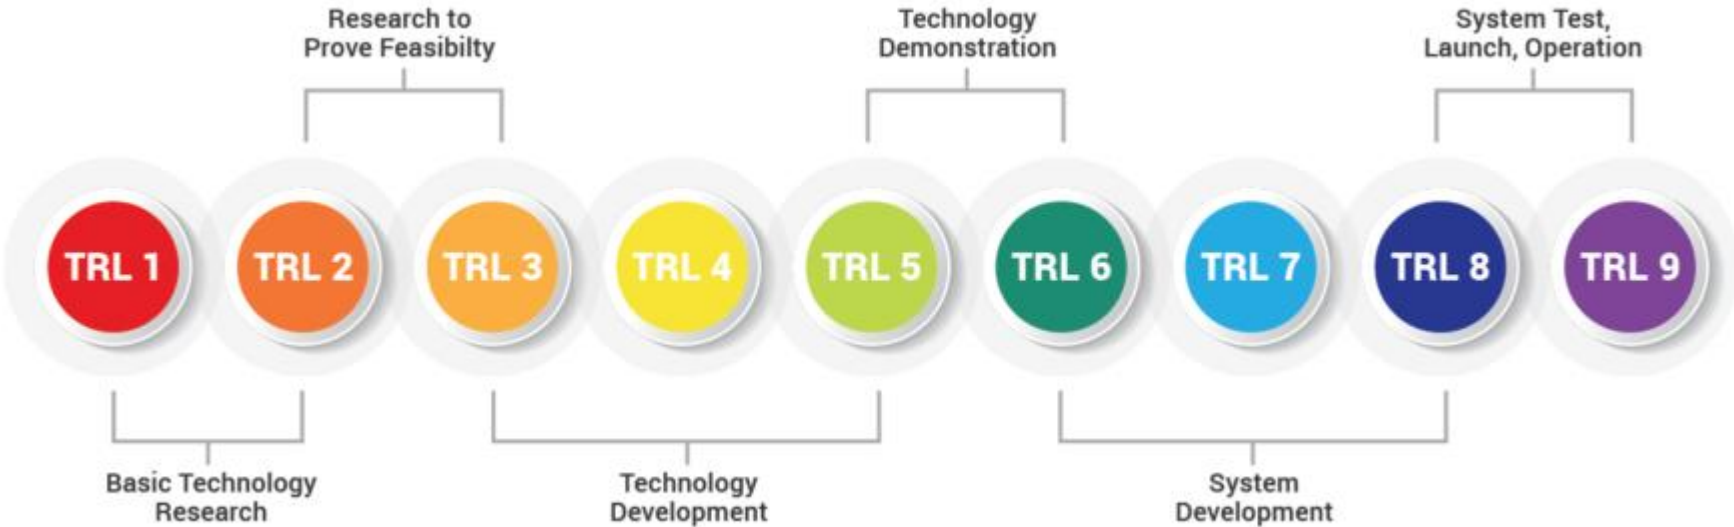 Research to
Prove Feasibilty
Technology
Demonstration
System Test,
Launch, Operation
TRL 1
TRL 2
TRL 3
TRL 4
TRL 5
TRL 6
TRL 7
TRL 8
TRL 9
Basic Technology
Research
Technology
Development
System
Development